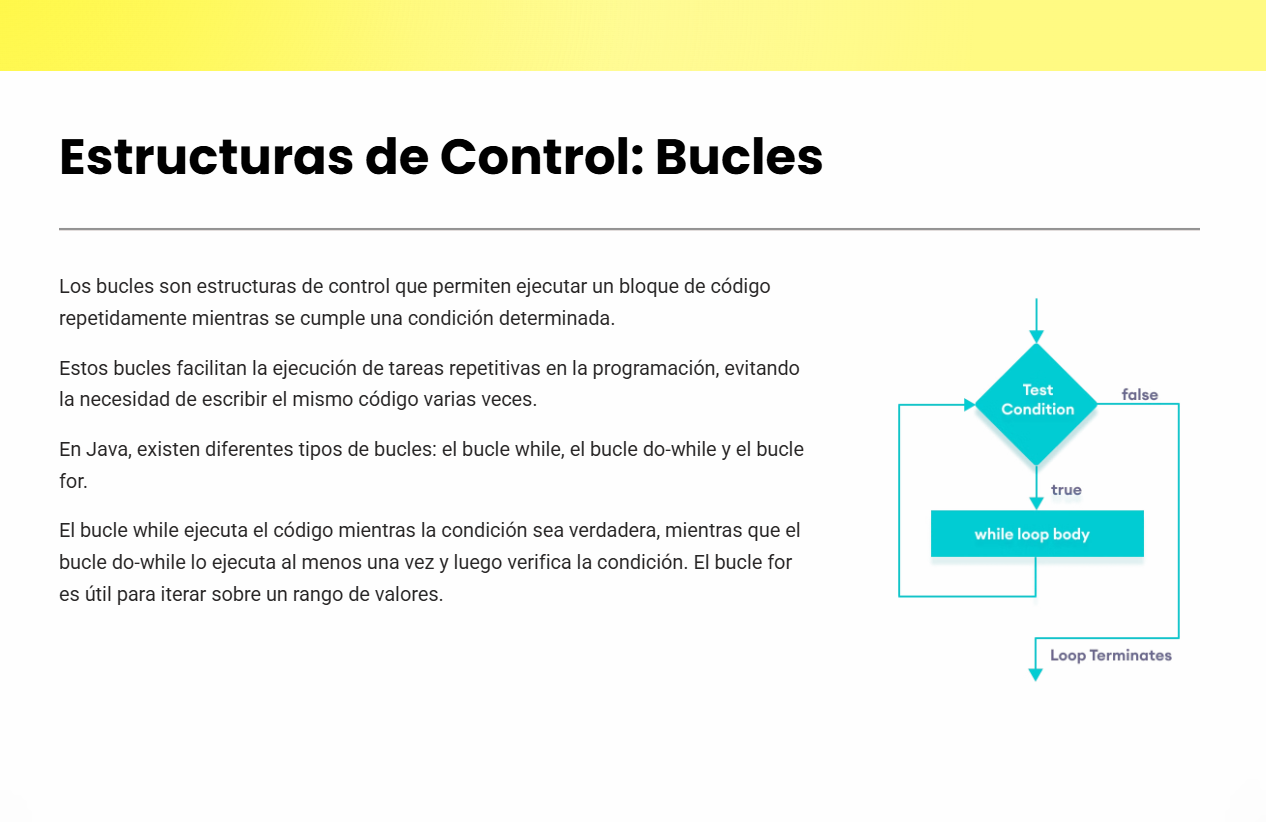 Estructuras de Control: Bucles
Los bucles son estructuras de control que permiten ejecutar un bloque de código
repetidamente mientras se cumple una condición determinada.
Estos bucles facilitan la ejecución de tareas repetitivas en la programación, evitando
la necesidad de escribir el mismo código varias veces.
En Java, existen diferentes tipos de bucles: el bucle while, el bucle do-while y el bucle
for.
El bucle while ejecuta el código mientras la condición sea verdadera, mientras que el
bucle do-while lo ejecuta al menos una vez y luego verifica la condición. El bucle for
es útil para iterar sobre un rango de valores.
Test
Condition
false
true
while loop body
Loop Terminates